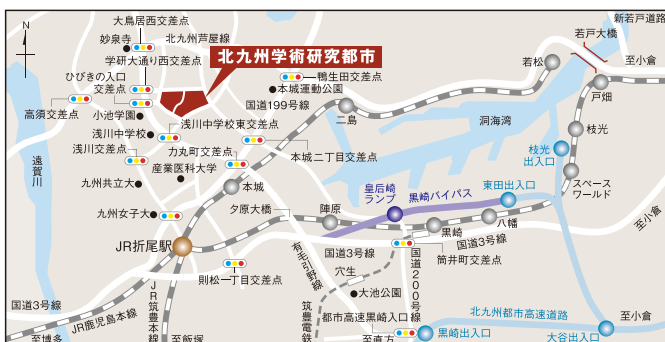 N
大鳥居西交差点
妙泉寺
北九州芦屋線
学研大通り西交差点
北九州学術研究都市
新若戸道路
若戸大橋
至小倉
若松
戸畑
ひびきの入口
交差点
鴨生田交差点
本城運動公園
国道199号線
高須交差点
小池学園
二島
洞海湾
浅川中学校東交差点
浅川中学校
枝光
枝光
出入口
浅川交差点
力丸町交差点
本城二丁目交差点
産業医科大学
遠賀川
九州共立大
本城
皇后崎
ランプ
黒崎バイパス
東田出入口
スペース
ワールド
九州女子大
夕原大橋
陣原
黒崎
八幡
至小倉
JR折尾駅
国道3号線
国道3号線
筒井町交差点
則松一丁目交差点
有毛引野線
穴生
国道200号線
大池公園
国道3号線
JR鹿児島本線
JR筑豊本線
筑豊電鉄
都市高速黒崎入口
北九州都市高速道路
至小倉
至博多
至飯塚
至直方
黒崎出入口
大谷出入口